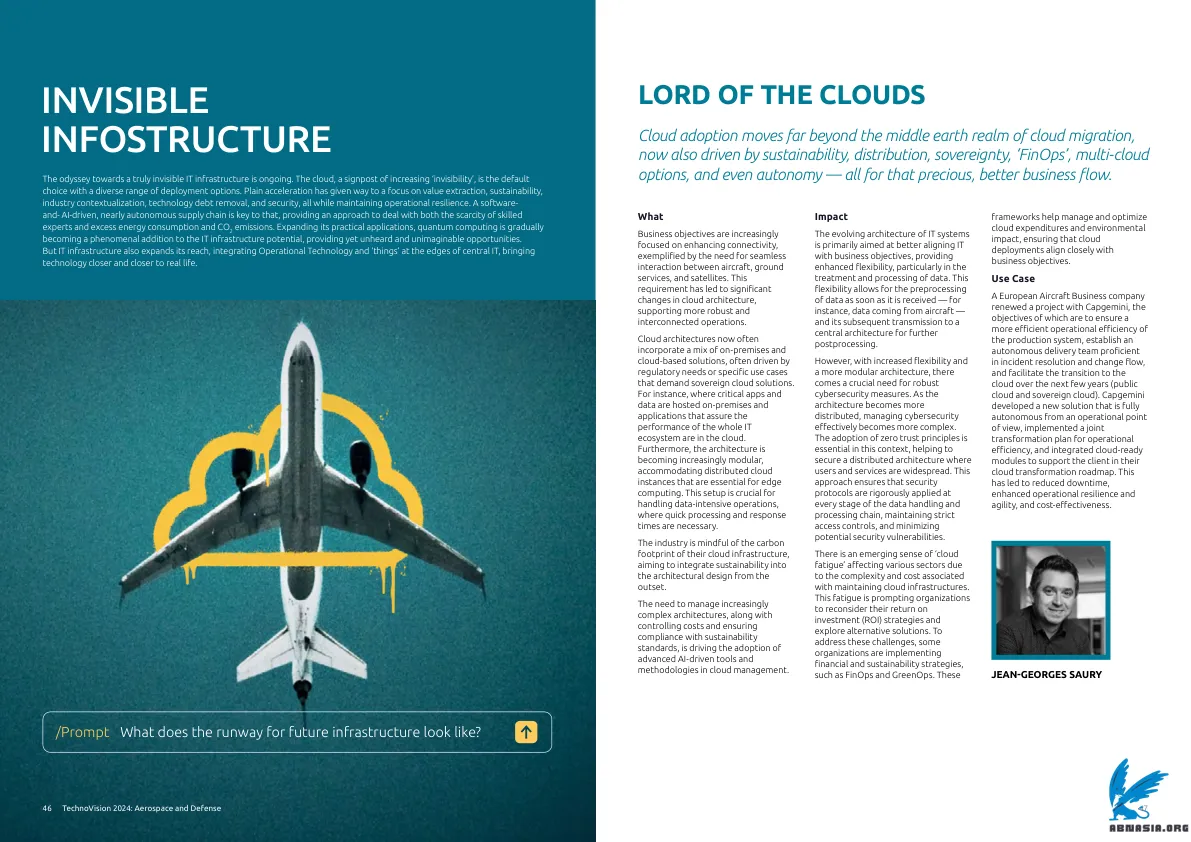 INVISIBLE
INFOSTRUCTURE
The odyssey towards a truly invisible IT infrastructure is ongoing. The cloud, a signpost of increasing ‘invisibility’, is the default
choice with a diverse range of deployment options. Plain acceleration has given way to a focus on value extraction, sustainability,
industry contextualization, technology debt removal, and security, all while maintaining operational resilience. A software-
and-AI-driven, nearly autonomous supply chain is key to that, providing an approach to deal with both the scarcity of skilled
experts and excess energy consumption and CO₂ emissions. Expanding its practical applications, quantum computing is gradually
becoming a phenomenal addition to the IT infrastructure potential, providing yet unheard and unimaginable opportunities.
But IT infrastructure also expands its reach, integrating Operational Technology and ‘things’ at the edges of central IT, bringing
technology closer and closer to real life.
/Prompt What does the runway for future infrastructure look like?
46 TechnoVision 2024: Aerospace and Defense
LORD OF THE CLOUDS
Cloud adoption moves far beyond the middle earth realm of cloud migration,
now also driven by sustainability, distribution, sovereignty, ‘FinOps’, multi-cloud
options, and even autonomy — all for that precious, better business flow.
What
Business objectives are increasingly
focused on enhancing connectivity,
exemplified by the need for seamless
interaction between aircraft, ground
services, and satellites. This
requirement has led to significant
changes in cloud architecture,
supporting more robust and
interconnected operations.
Cloud architectures now often
incorporate a mix of on-premises and
cloud-based solutions, often driven by
regulatory needs or specific use cases
that demand sovereign cloud solutions.
For instance, where critical apps and
data are hosted on-premises and
applications that assure the
performance of the whole IT
ecosystem are in the cloud.
Furthermore, the architecture is
becoming increasingly modular,
accommodating distributed cloud
instances that are essential for edge
computing. This setup is crucial for
handling data-intensive operations,
where quick processing and response
times are necessary.
The industry is mindful of the carbon
footprint of their cloud infrastructure,
aiming to integrate sustainability into
the architectural design from the
outset.
The need to manage increasingly
complex architectures, along with
controlling costs and ensuring
compliance with sustainability
standards, is driving the adoption of
advanced AI-driven tools and
methodologies in cloud management.
Impact
The evolving architecture of IT systems
is primarily aimed at better aligning IT
with business objectives, providing
enhanced flexibility, particularly in the
treatment and processing of data. This
flexibility allows for the preprocessing
of data as soon as it is received — for
instance, data coming from aircraft —
and its subsequent transmission to a
central architecture for further
postprocessing.
However, with increased flexibility and
a more modular architecture, there
comes a crucial need for robust
cybersecurity measures. As the
architecture becomes more
distributed, managing cybersecurity
effectively becomes more complex.
The adoption of zero trust principles is
essential in this context, helping to
secure a distributed architecture where
users and services are widespread. This
approach ensures that security
protocols are rigorously applied at
every stage of the data handling and
processing chain, maintaining strict
access controls, and minimizing
potential security vulnerabilities.
There is an emerging sense of ‘cloud
fatigue’ affecting various sectors due
to the complexity and cost associated
with maintaining cloud infrastructures.
This fatigue is prompting organizations
to reconsider their return on
investment (ROI) strategies and
explore alternative solutions. To
address these challenges, some
organizations are implementing
financial and sustainability strategies,
such as FinOps and GreenOps. These
frameworks help manage and optimize
cloud expenditures and environmental
impact, ensuring that cloud
deployments align closely with
business objectives.
Use Case
A European Aircraft Business company
renewed a project with Capgemini, the
objectives of which are to ensure a
more efficient operational efficiency of
the production system, establish an
autonomous delivery team proficient
in incident resolution and change flow,
and facilitate the transition to the
cloud over the next few years (public
cloud and sovereign cloud). Capgemini
developed a new solution that is fully
autonomous from an operational point
of view, implemented a joint
transformation plan for operational
efficiency, and integrated cloud-ready
modules to support the client in their
cloud transformation roadmap. This
has led to reduced downtime,
enhanced operational resilience and
agility, and cost-effectiveness.
JEAN-GEORGES SAURY
47
ABNASIA.ORG